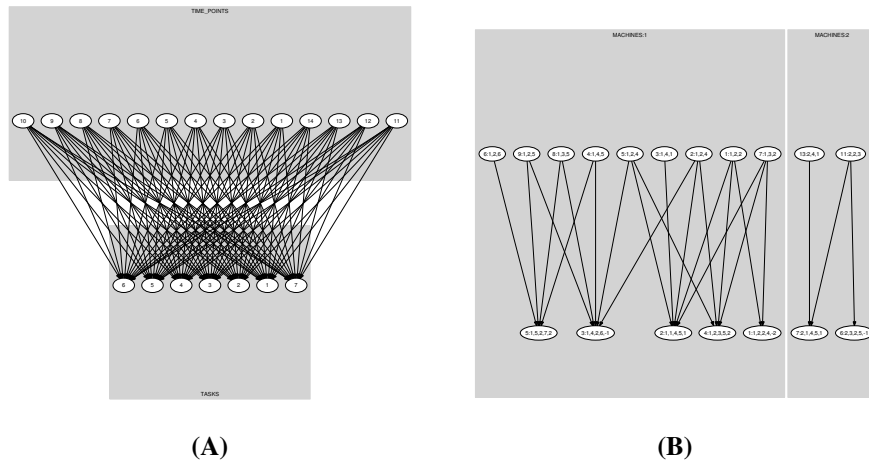 TIME_POINTS
10 9 8 7 6 5 4 3 2 1 14 13 12 11
6 5 4 3 2 1 7
TASKS
(A)
MACHINES:1 MACHINES:2
6:1,2,6 9:1,2,5 8:1,3,5 4:1,4,5 5:1,2,4 3:1,4,1 2:1,2,4 1:1,2,2 7:1,3,2 13:2,4,1 11:2,2,3
5:1,5,2,7,2 3:1,4,2,6,-1 2:1,1,4,5,1 4:1,2,3,5,2 1:1,2,2,4,-2 7:2,1,4,5,1 6:2,3,2,5,-1
(B)